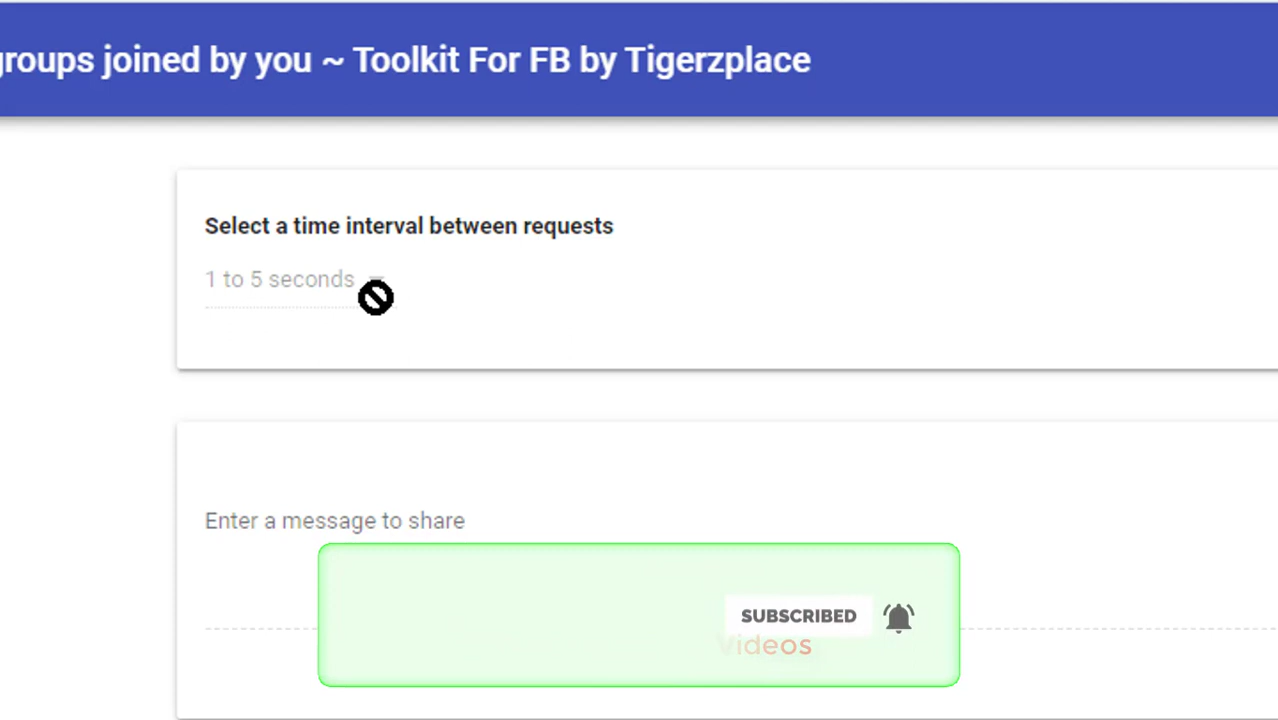 groups joined by you ~ Toolkit For FB by Tigerzplace
Select a time interval between requests
1 to 5 seconds
Enter a message to share
SUBSCRIBED
Videos